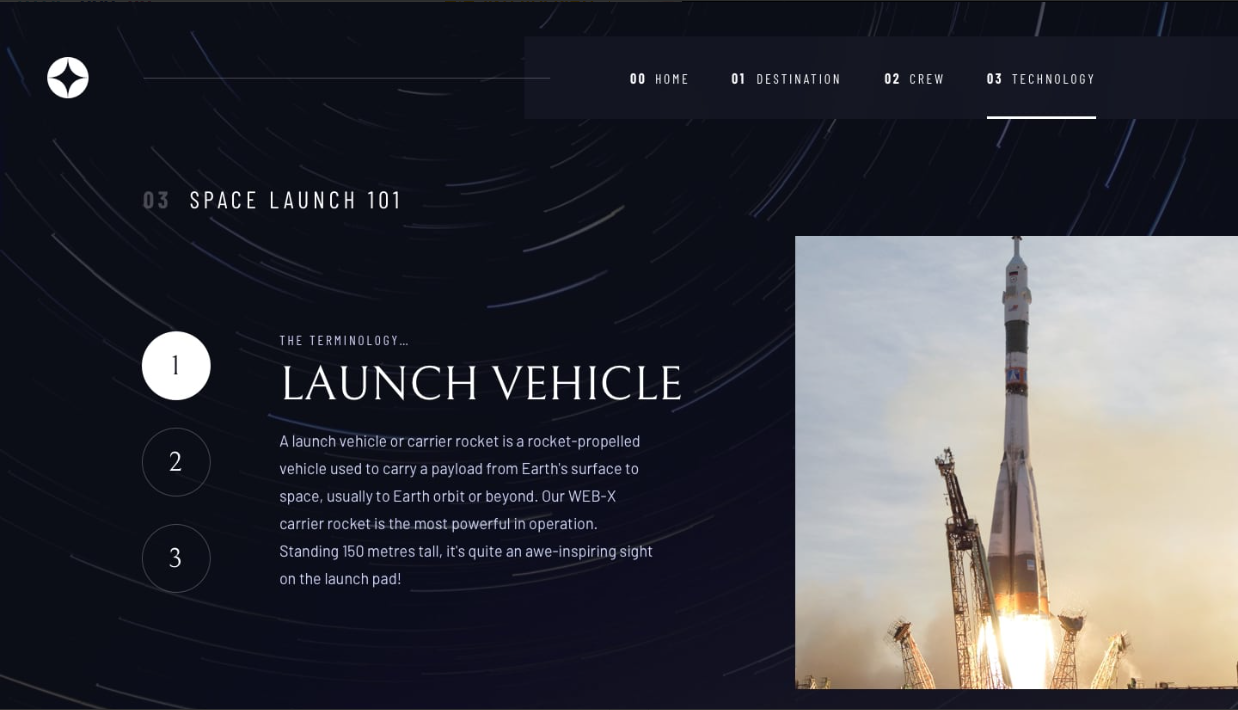 00 HOME 01 DESTINATION 02 CREW 03 TECHNOLOGY
03 SPACE LAUNCH 101
1
2
3
THE TERMINOLOGY...
LAUNCH VEHICLE
A launch vehicle or carrier rocket is a rocket-propelled
vehicle used to carry a payload from Earth's surface to
space, usually to Earth orbit or beyond. Our WEB-X
carrier rocket is the most powerful in operation.
Standing 150 metres tall, it's quite an awe-inspiring sight
on the launch pad!